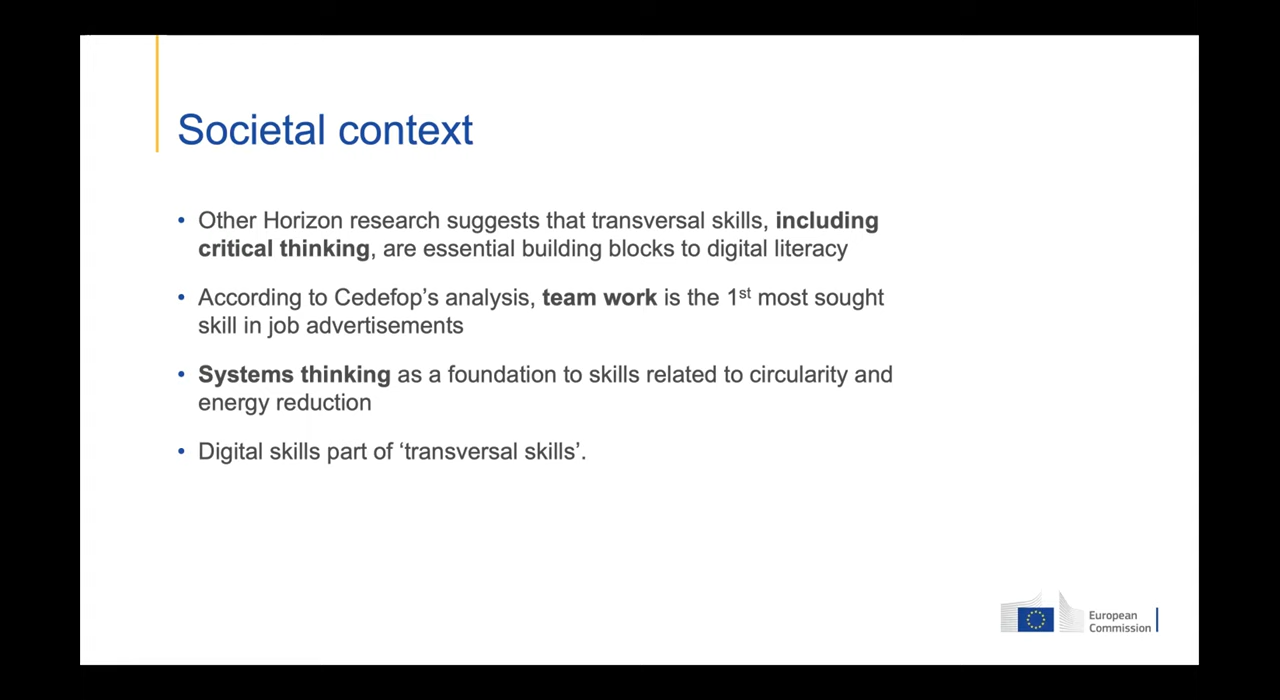 Societal context
• Other Horizon research suggests that transversal skills, including
critical thinking, are essential building blocks to digital literacy
• According to Cedefop’s analysis, team work is the 1st most sought
skill in job advertisements
• Systems thinking as a foundation to skills related to circularity and
energy reduction
• Digital skills part of ‘transversal skills’.
European
Commission